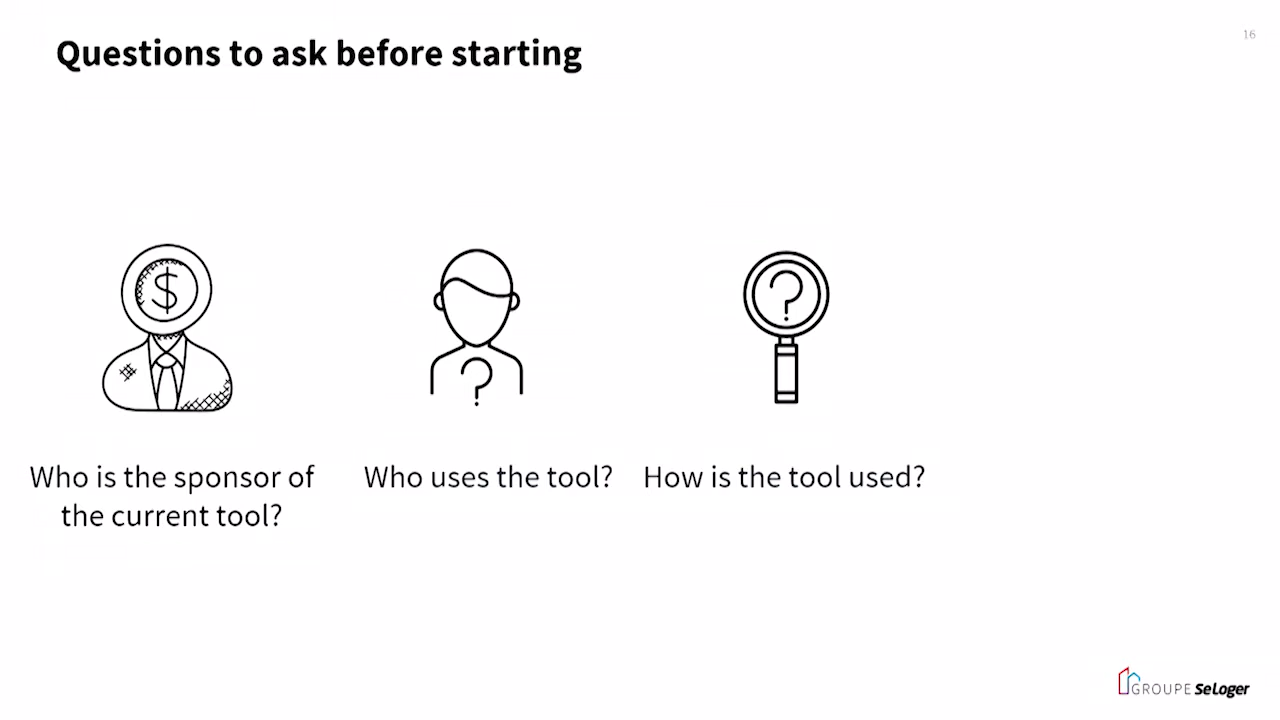 Questions to ask before starting
16
$
?
?
Who is the sponsor of
the current tool?
Who uses the tool?
How is the tool used?
GROUPE SeLoger